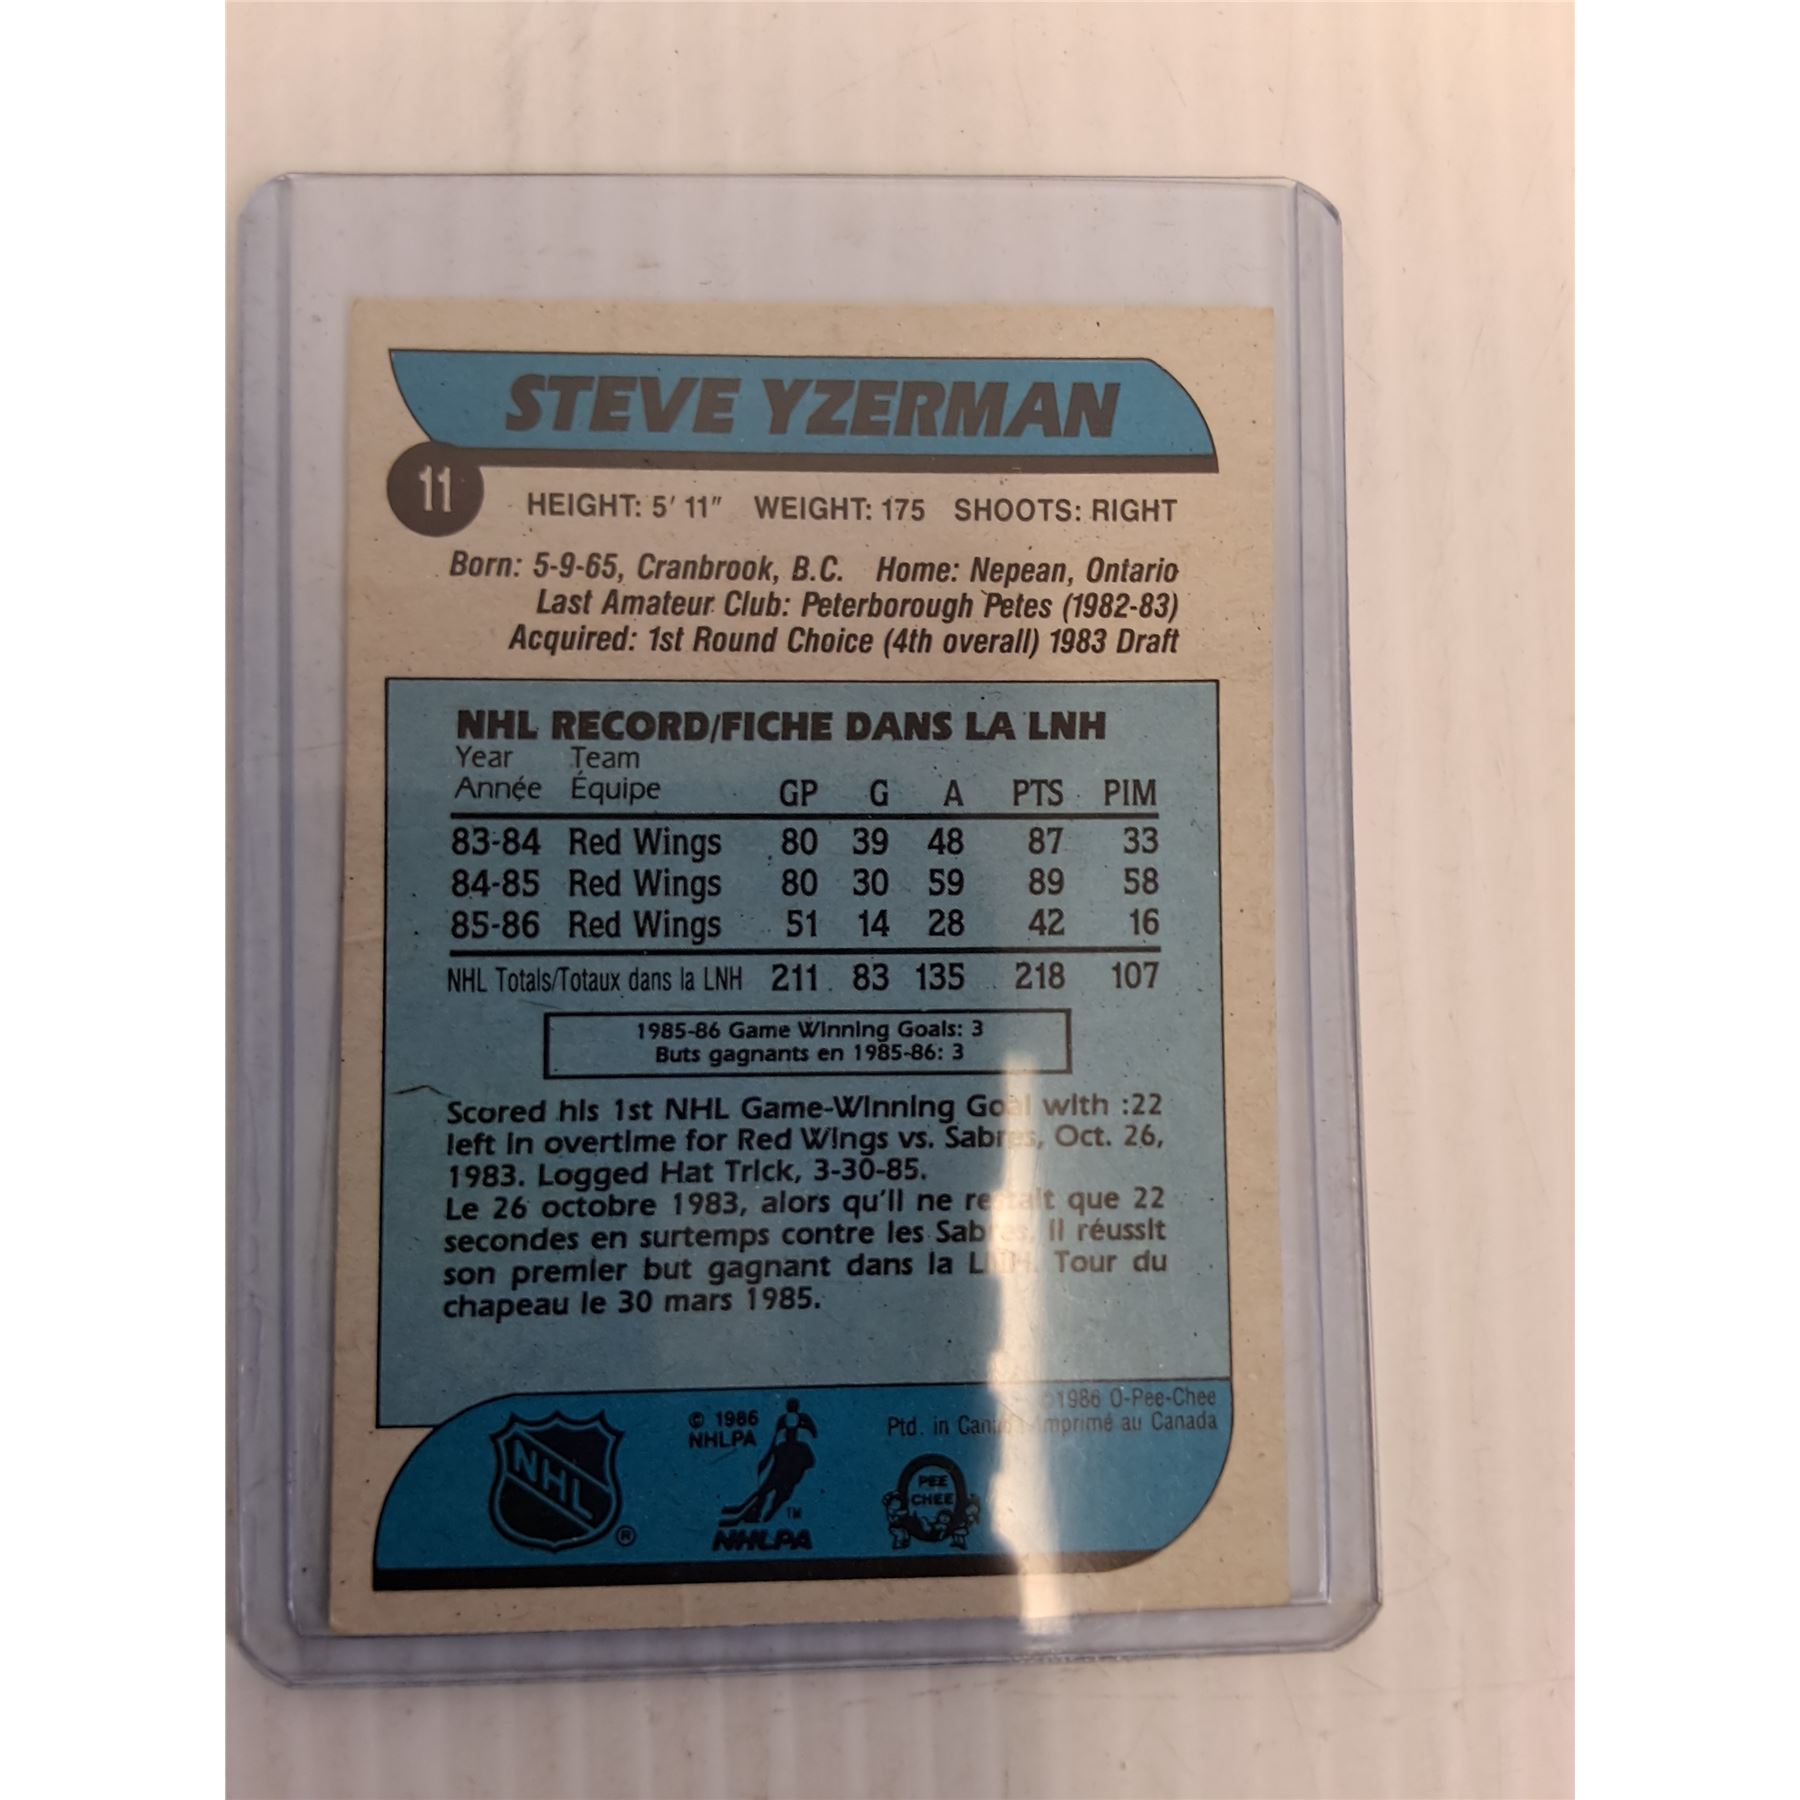 STEVE YZERMAN
11
HEIGHT: 5' 11" WEIGHT: 175 SHOOTS: RIGHT
Born: 5-9-65, Cranbrook, B.C. Home: Nepean, Ontario
Last Amateur Club: Peterborough Petes (1982-83)
Acquired: 1st Round Choice (4th overall) 1983 Draft
NHL RECORD/FICHE DANS LA LNH
Year Team
Année Équipe GP G A PTS PIM
83-84 Red Wings 80 39 48 87 33
84-85 Red Wings 80 30 59 89 58
85-86 Red Wings 51 14 28 42 16
NHL Totals/Totaux dans la LNH 211 83 135 218 107
1985-86 Game Winning Goals: 3
Buts gagnants en 1985-86: 3
Scored his 1st NHL Game-Winning Goal with :22
left in overtime for Red Wings vs. Sabres, Oct. 26,
1983. Logged Hat Trick, 3-30-85.
Le 26 octobre 1983, alors qu'il ne restait que 22
secondes en surtemps contre les Sabres, il réussit
son premier but gagnant dans la LNH. Tour du
chapeau le 30 mars 1985.
©1986 O-Pee-Chee
Ptd. in Canada Imprimé au Canada
© 1986
NHLPA
NHL
®
TM
NHLPA
PEE
CHEE